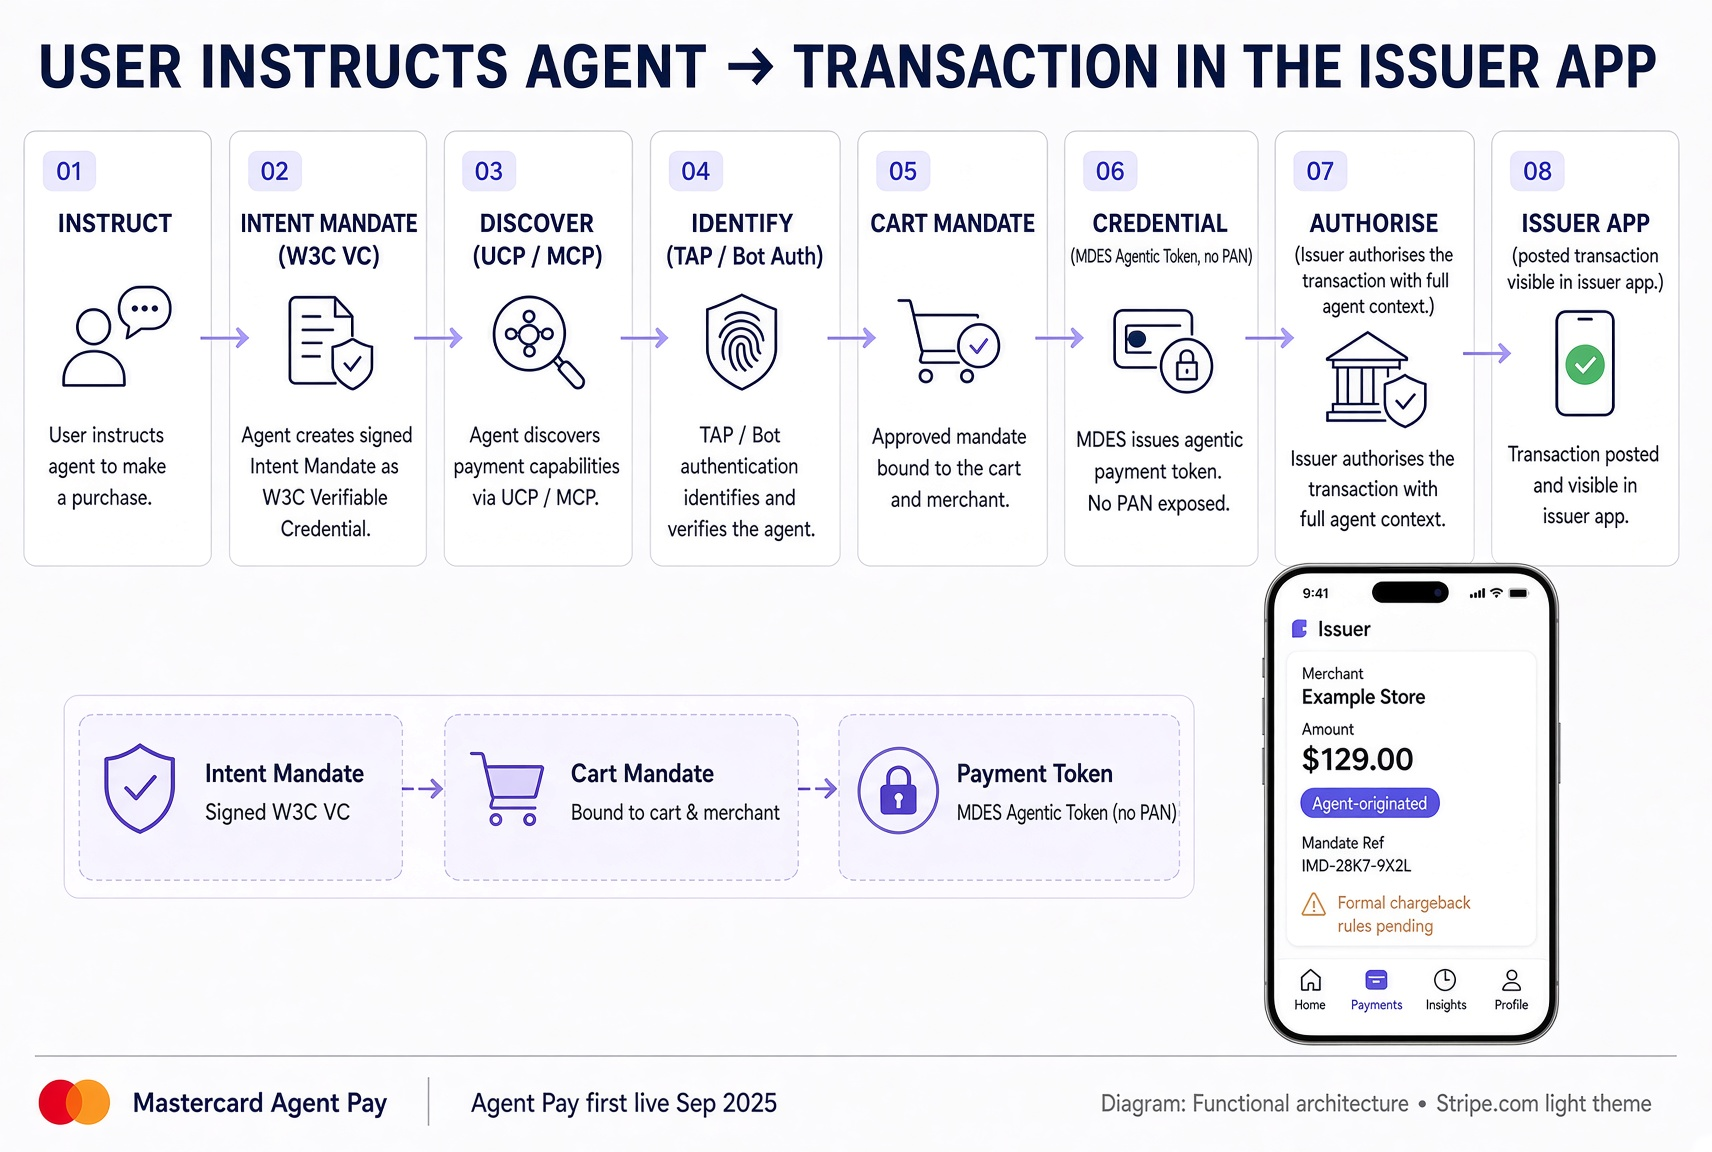 USER INSTRUCTS AGENT → TRANSACTION IN THE ISSUER APP
01
INSTRUCT
User instructs
agent to make
a purchase.
02
INTENT MANDATE
(W3C VC)
Agent creates signed
Intent Mandate as
W3C Verifiable
Credential.
03
DISCOVER
(UCP / MCP)
Agent discovers
payment capabilities
via UCP / MCP.
04
IDENTIFY
(TAP / Bot Auth)
TAP / Bot
authentication
identifies and
verifies the agent.
05
CART MANDATE
Approved mandate
bound to the cart
and merchant.
06
CREDENTIAL
(MDES Agentic Token, no PAN)
MDES issues agentic
payment token.
No PAN exposed.
07
AUTHORISE
(Issuer authorises the
transaction with full
agent context.)
Issuer authorises the
transaction with
full agent context.
08
ISSUER APP
(posted transaction
visible in issuer app.)
Transaction posted
and visible in
issuer app.
Intent Mandate
Signed W3C VC
Cart Mandate
Bound to cart & merchant
Payment Token
MDES Agentic Token (no PAN)
9:41
Issuer
Merchant
Example Store
Amount
$129.00
Agent-originated
Mandate Ref
IMD-28K7-9X2L
Formal chargeback
rules pending
Home
Payments
Insights
Profile
Mastercard Agent Pay
Agent Pay first live Sep 2025
Diagram: Functional architecture • Stripe.com light theme